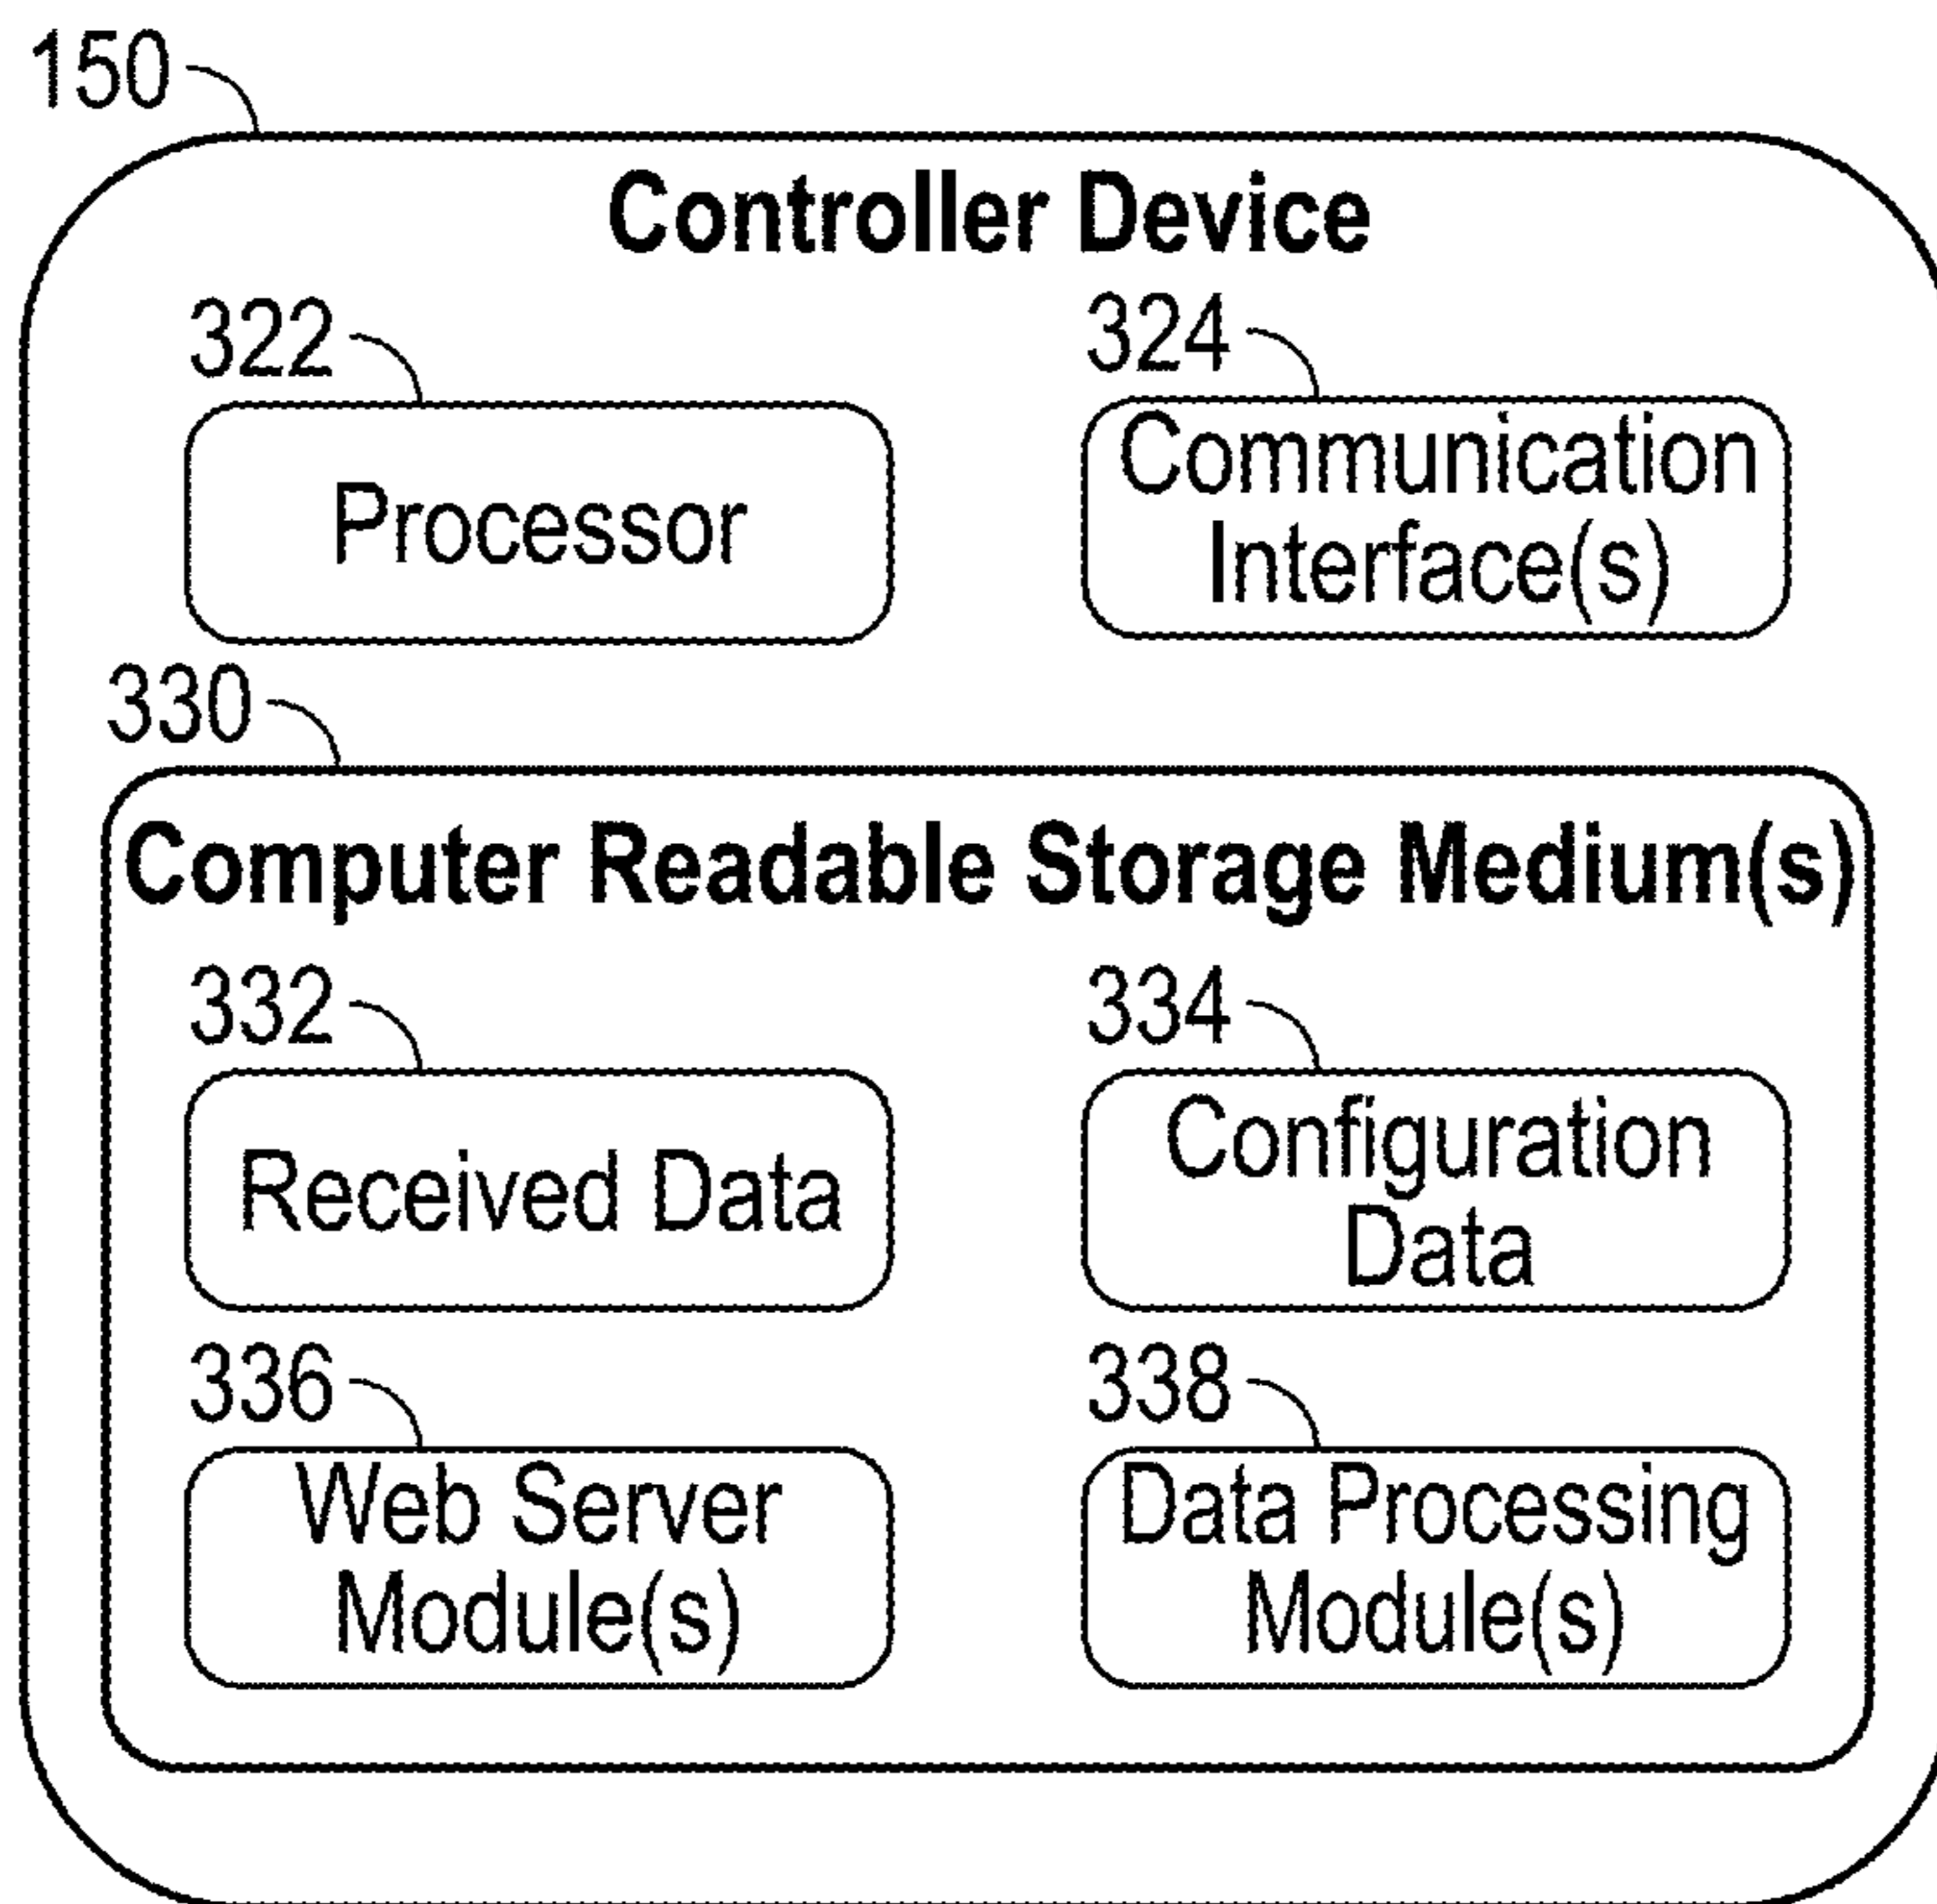 150
Controller Device
322
324
Processor
Communication
Interface(s)
330
Computer Readable Storage Medium(s)
332
334
Received Data
Configuration
Data
336
338
Web Server
Module(s)
Data Processing
Module(s)